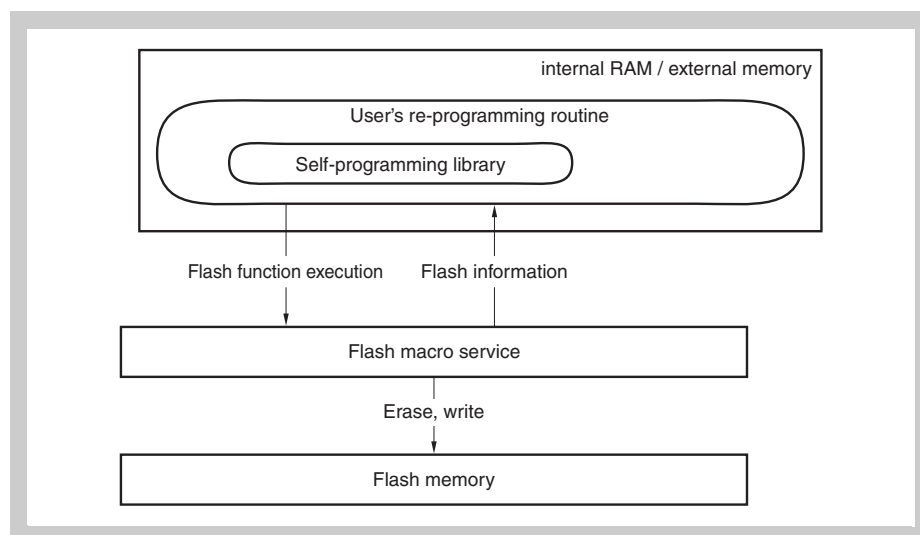 internal RAM / external memory
User's re-programming routine
Self-programming library
Flash function execution
Flash information
Flash macro service
Erase, write
Flash memory